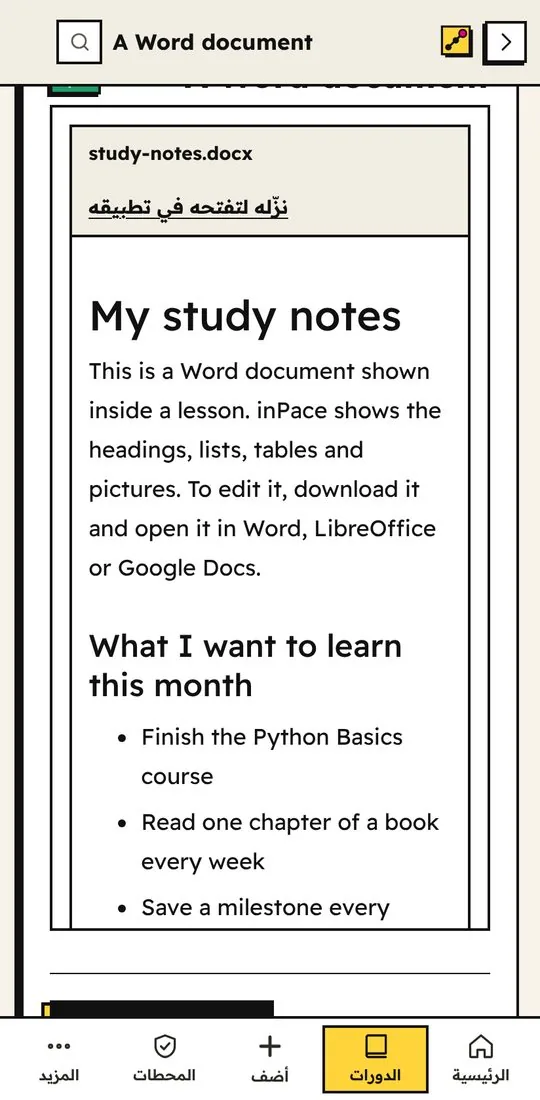 A Word document
A Word document
study-notes.docx
نزّله لتفتحه في تطبيقه
My study notes
This is a Word document shown
inside a lesson. inPace shows the
headings, lists, tables and
pictures. To edit it, download it
and open it in Word, LibreOffice
or Google Docs.
What I want to learn
this month
Finish the Python Basics
course
Read one chapter of a book
every week
Save a milestone every
الرئيسية
الدورات
أضف
المحطات
المزيد